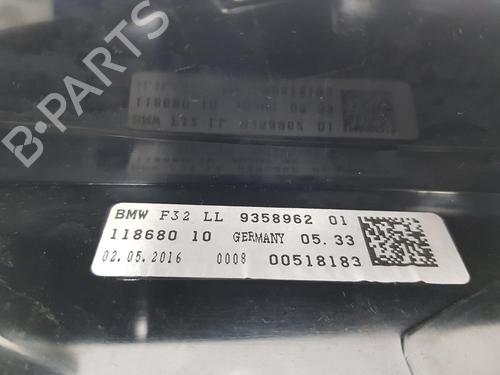 B-PARTS
BMW F32 LL 9358962 01
118680 10 GERMANY 05.33
02.05.2016 0008 00518183